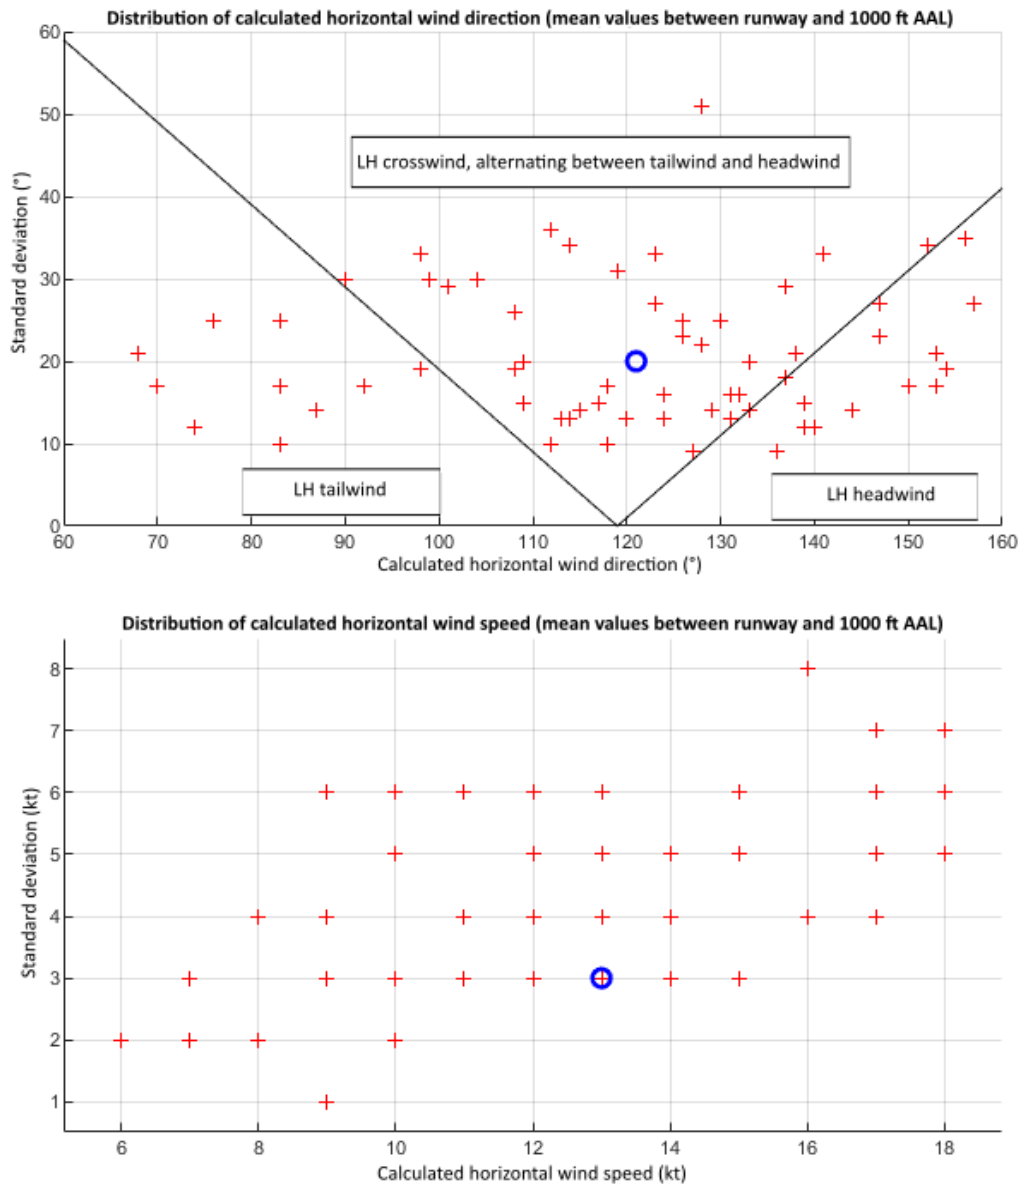 Distribution of calculated horizontal wind direction (mean values between runway and 1000 ft AAL)
60
50
40
30
20
10
0
Standard deviation (°)
LH crosswind, alternating between tailwind and headwind
LH tailwind
LH headwind
60 70 80 90 100 110 120 130 140 150 160
Calculated horizontal wind direction (°)
Distribution of calculated horizontal wind speed (mean values between runway and 1000 ft AAL)
8
7
6
5
4
3
2
1
Standard deviation (kt)
6 8 10 12 14 16 18
Calculated horizontal wind speed (kt)